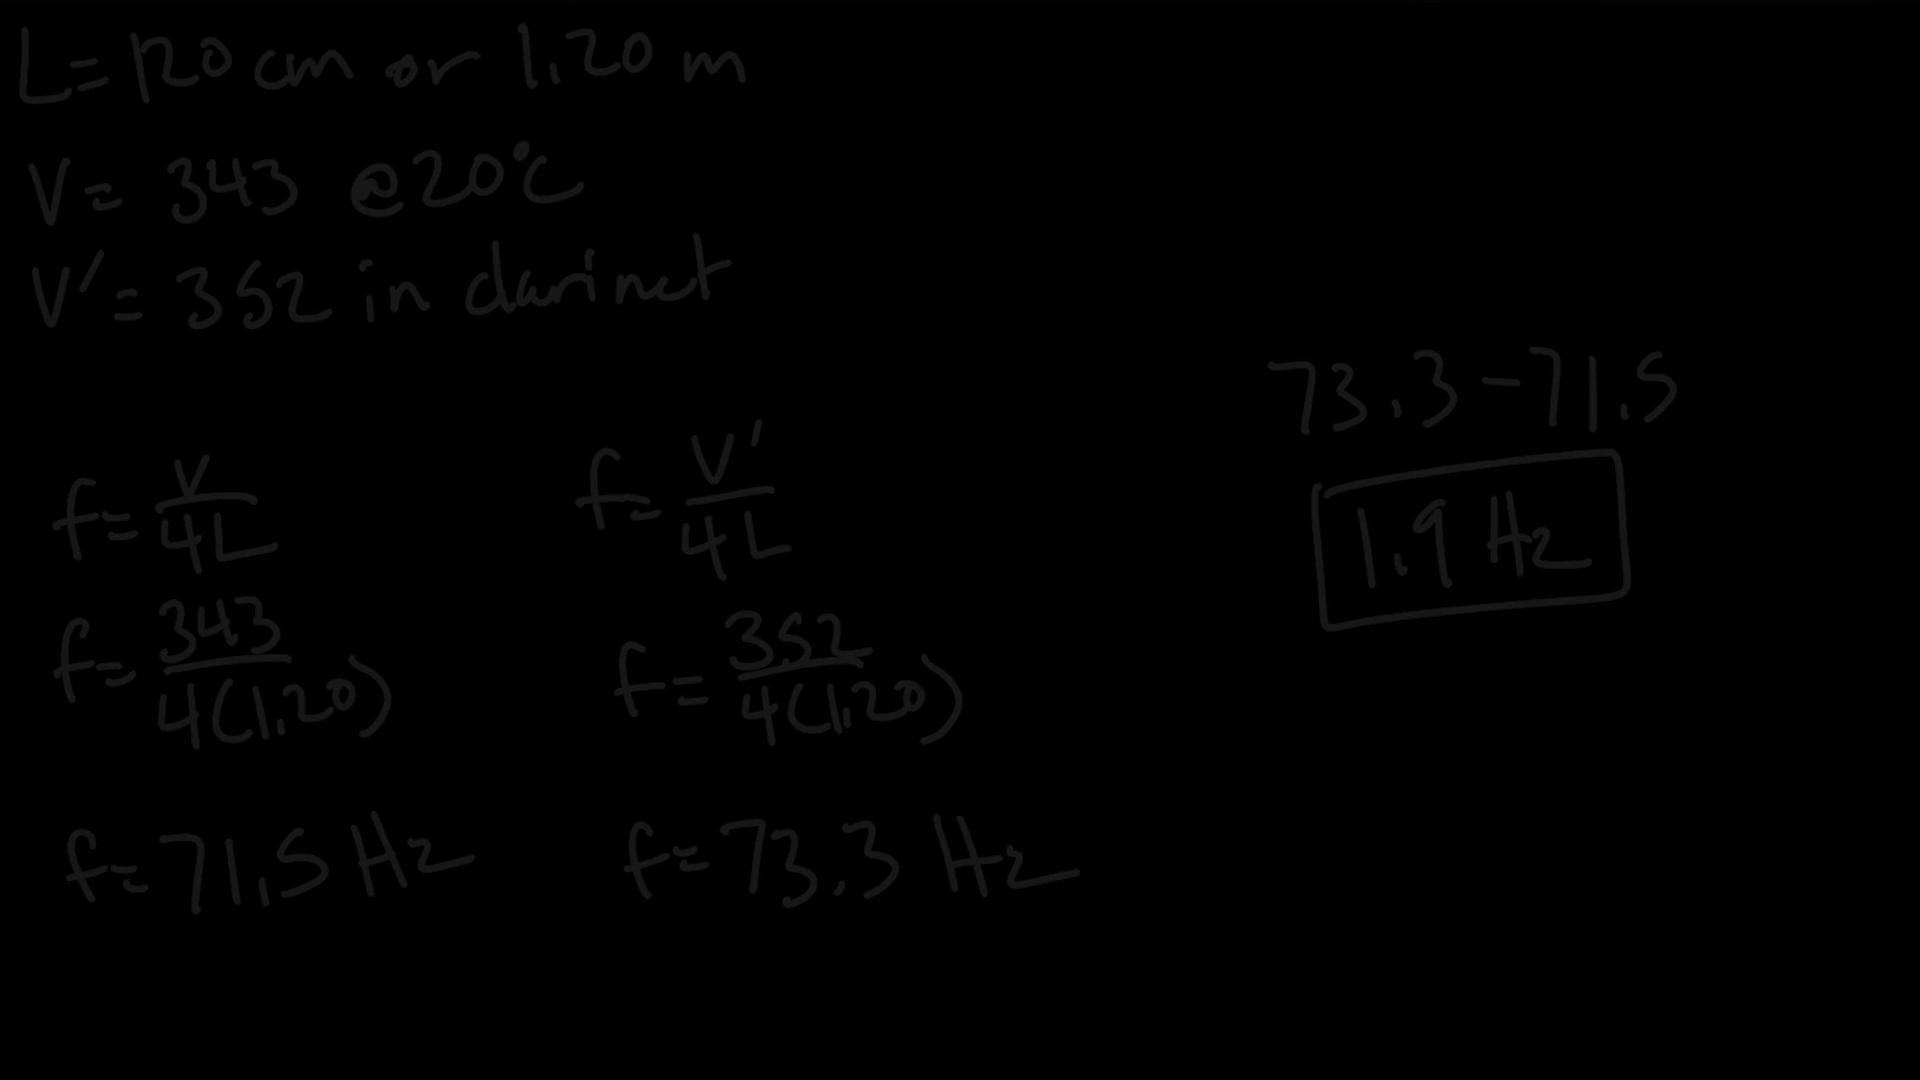 L = 120 cm or 1.20 m
V = 343 @ 20°C
V' = 352 in clarinet
f = V/4L
f = 343/4(1.20)
f = 71.5 Hz
f = V'/4L
f = 352/4(1.20)
f = 73.3 Hz
73.3 - 71.5
1.9 Hz